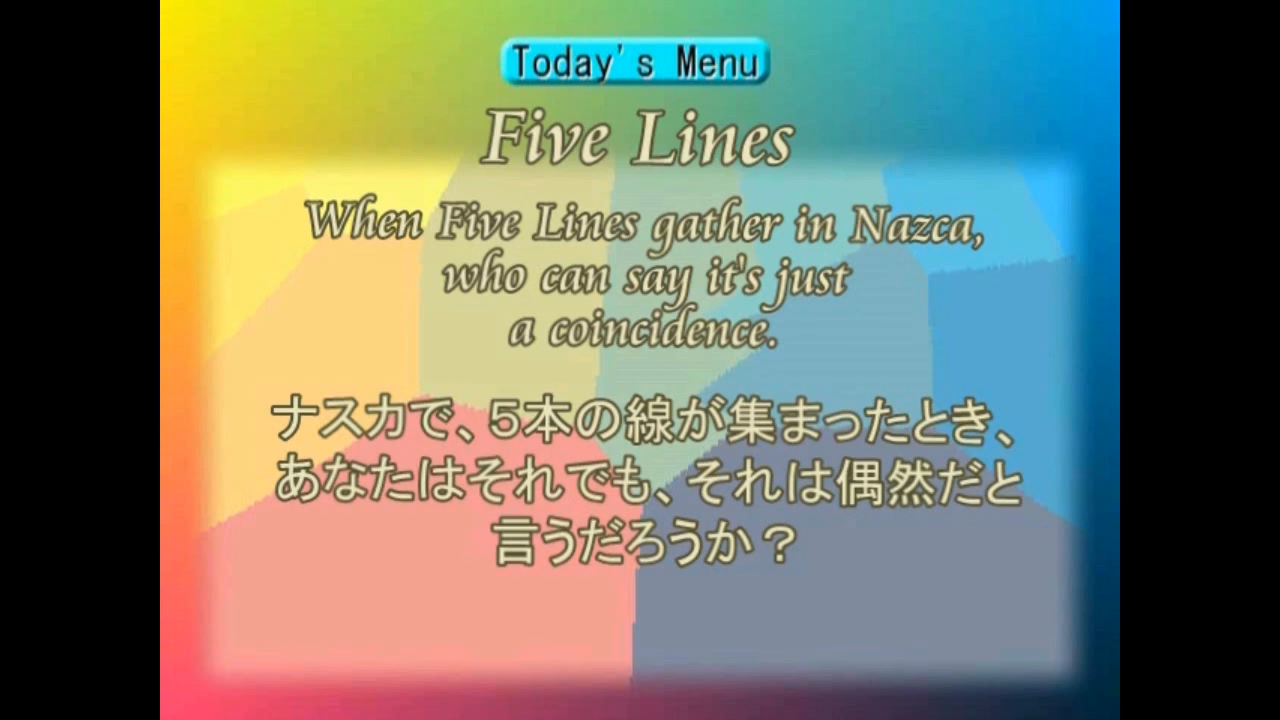 Today's Menu
Five Lines
When Five Lines gather in Nazca,
who can say it's just
a coincidence.
ナスカで、５本の線が集まったとき、
あなたはそれでも、それは偶然だと
言うだろうか？